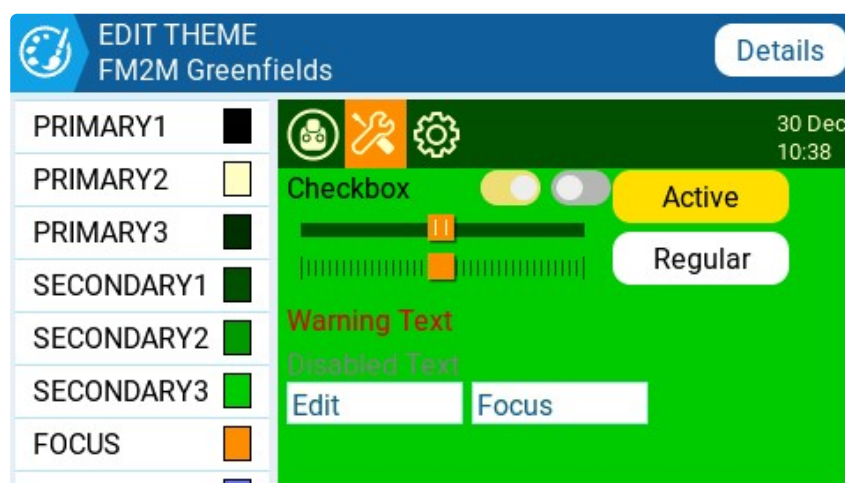 EDIT THEME
FM2M Greenfields
Details
PRIMARY1
PRIMARY2
PRIMARY3
SECONDARY1
SECONDARY2
SECONDARY3
FOCUS
30 Dec
10:38
Checkbox
Active
Regular
Warning Text
Disabled Text
Edit
Focus